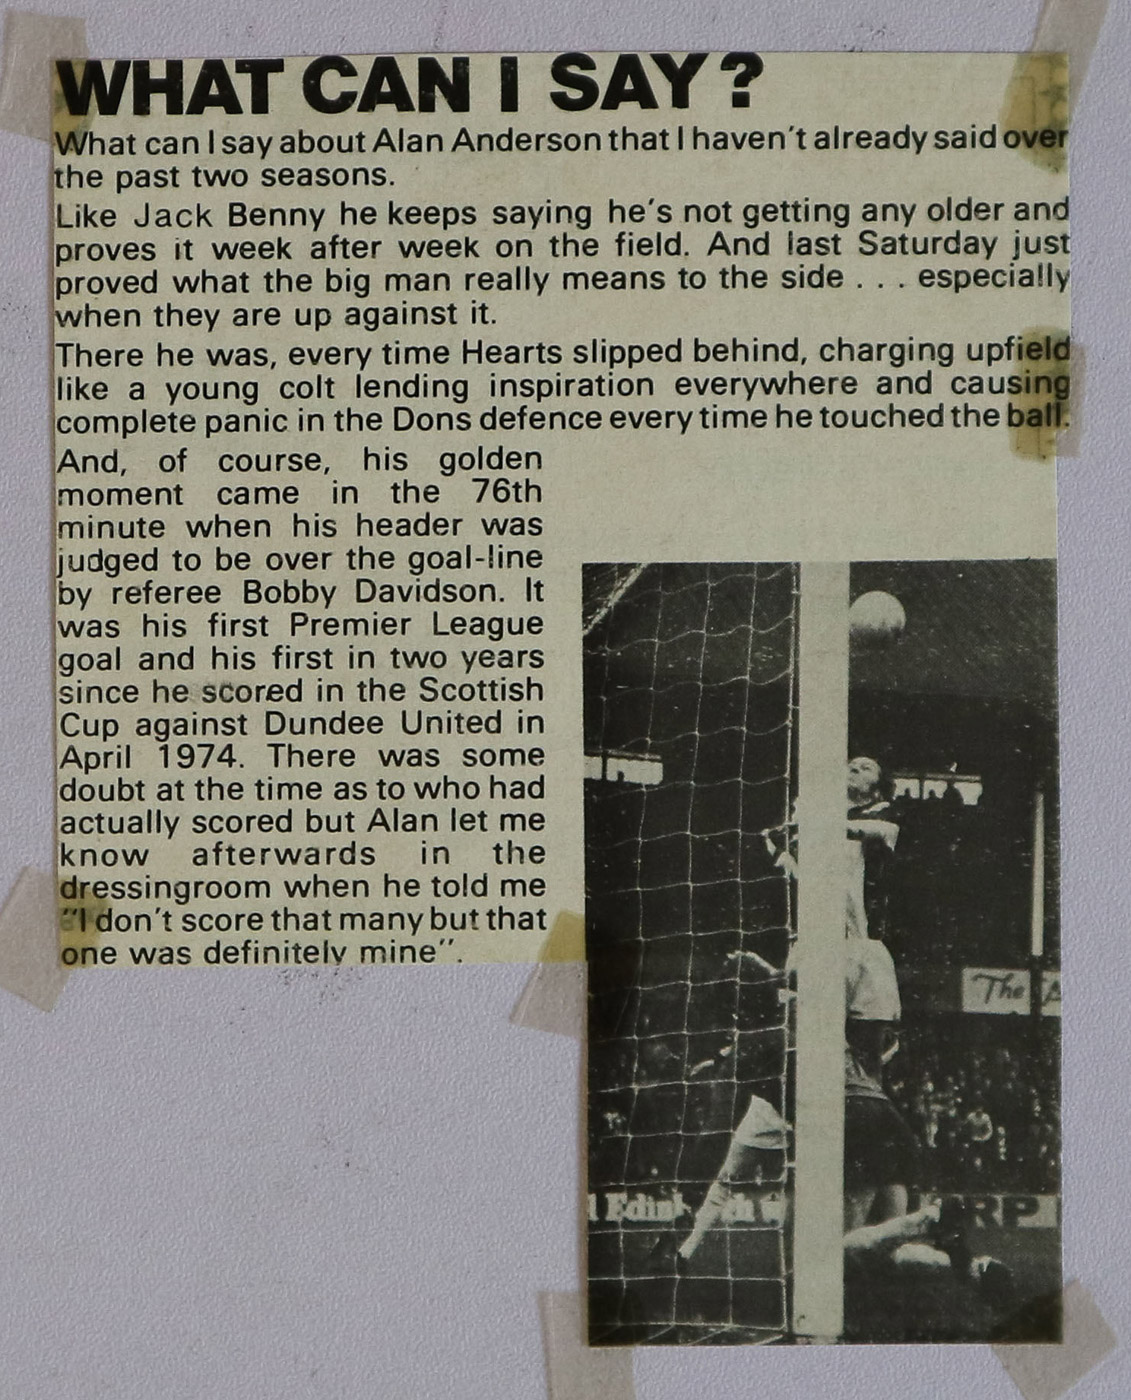 WHAT CAN I SAY?
What can I say about Alan Anderson that I haven't already said over
the past two seasons.
Like Jack Benny he keeps saying he's not getting any older and
proves it week after week on the field. And last Saturday just
proved what the big man really means to the side . . . especially
when they are up against it.
There he was, every time Hearts slipped behind, charging upfield
like a young colt lending inspiration everywhere and causing
complete panic in the Dons defence every time he touched the ball.
And, of course, his golden
moment came in the 76th
minute when his header was
judged to be over the goal-line
by referee Bobby Davidson. It
was his first Premier League
goal and his first in two years
since he scored in the Scottish
Cup against Dundee United in
April 1974. There was some
doubt at the time as to who had
actually scored but Alan let me
know afterwards in the
dressingroom when he told me
"I don't score that many but that
one was definitely mine".
The